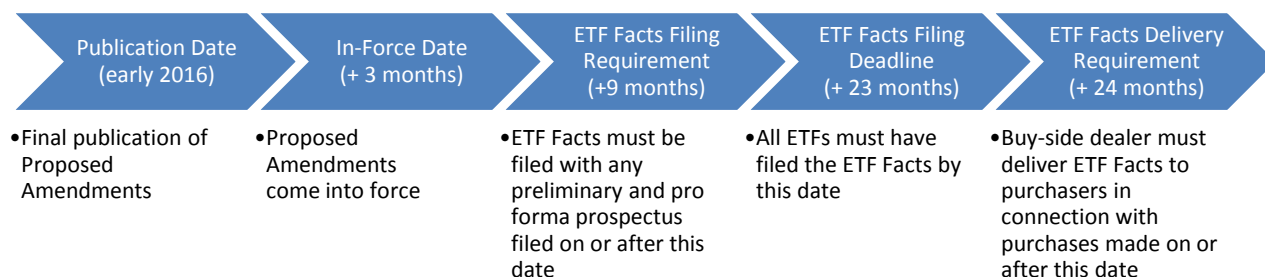 Publication Date
(early 2016)
In-Force Date
(+ 3 months)
ETF Facts Filing
Requirement
(+9 months)
ETF Facts Filing
Deadline
(+ 23 months)
ETF Facts Delivery
Requirement
(+ 24 months)
•Final publication of
Proposed
Amendments
•Proposed
Amendments
come into force
•ETF Facts must be
filed with any
preliminary and pro
forma prospectus
filed on or after this
date
•All ETFs must have
filed the ETF Facts by
this date
•Buy-side dealer must
deliver ETF Facts to
purchasers in
connection with
purchases made on or
after this date